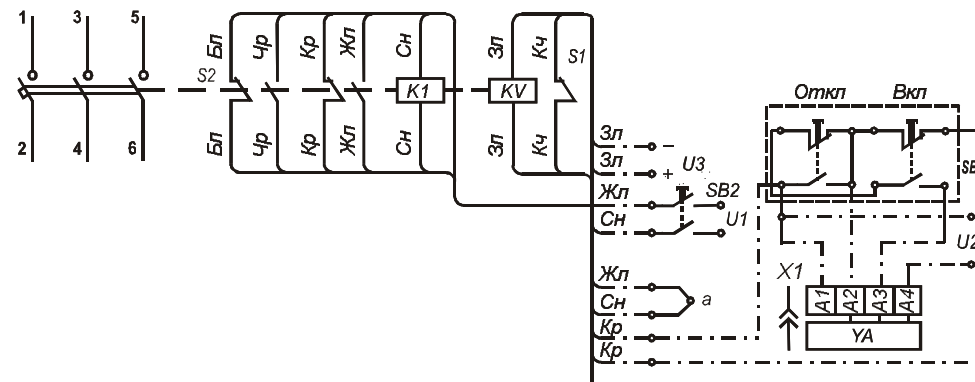 1 3 5
Бл Чр Кр Жл Сн Зл Кч S1
S2 K1 KV
Откл Вкл
2 4 6
Бл Чр Кр Жл Сн Зл Кч
Зл −
Зл + U3
SB
Жл SB2
Сн U1
U2
Жл
X1
Сн а
A1 A2 A3 A4
Кр
YA
Кр